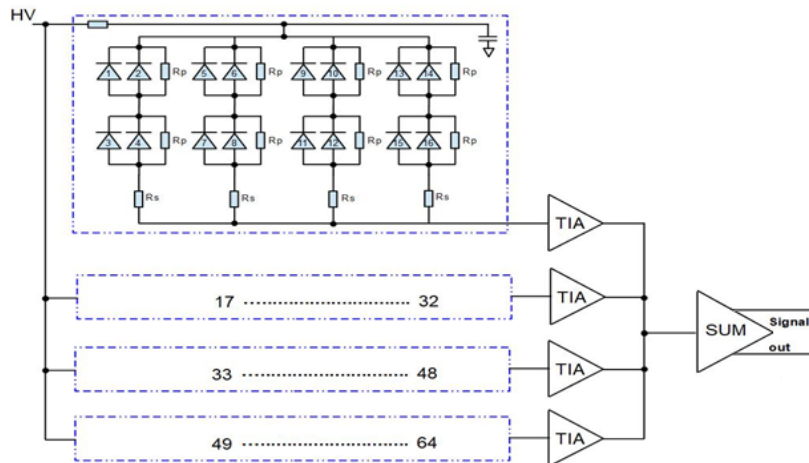 HV
1 2 Rp 5 6 Rp 9 10 Rp 13 14 Rp
3 4 Rp 7 8 Rp 11 12 Rp 15 16 Rp
Rs Rs Rs Rs
TIA
17 ........................ 32 TIA
SUM Signal
out
33 ........................ 48 TIA
49 ........................ 64 TIA